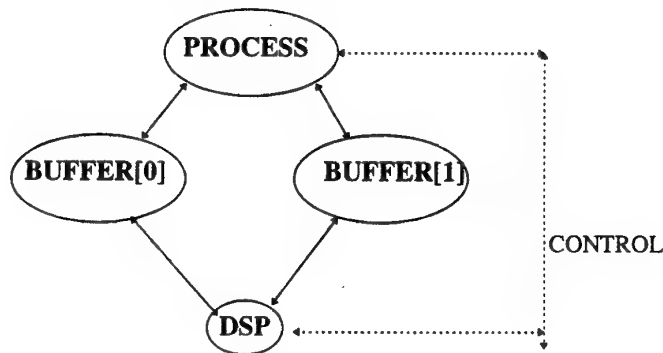 PROCESS
BUFFER[0]
BUFFER[1]
CONTROL
DSP